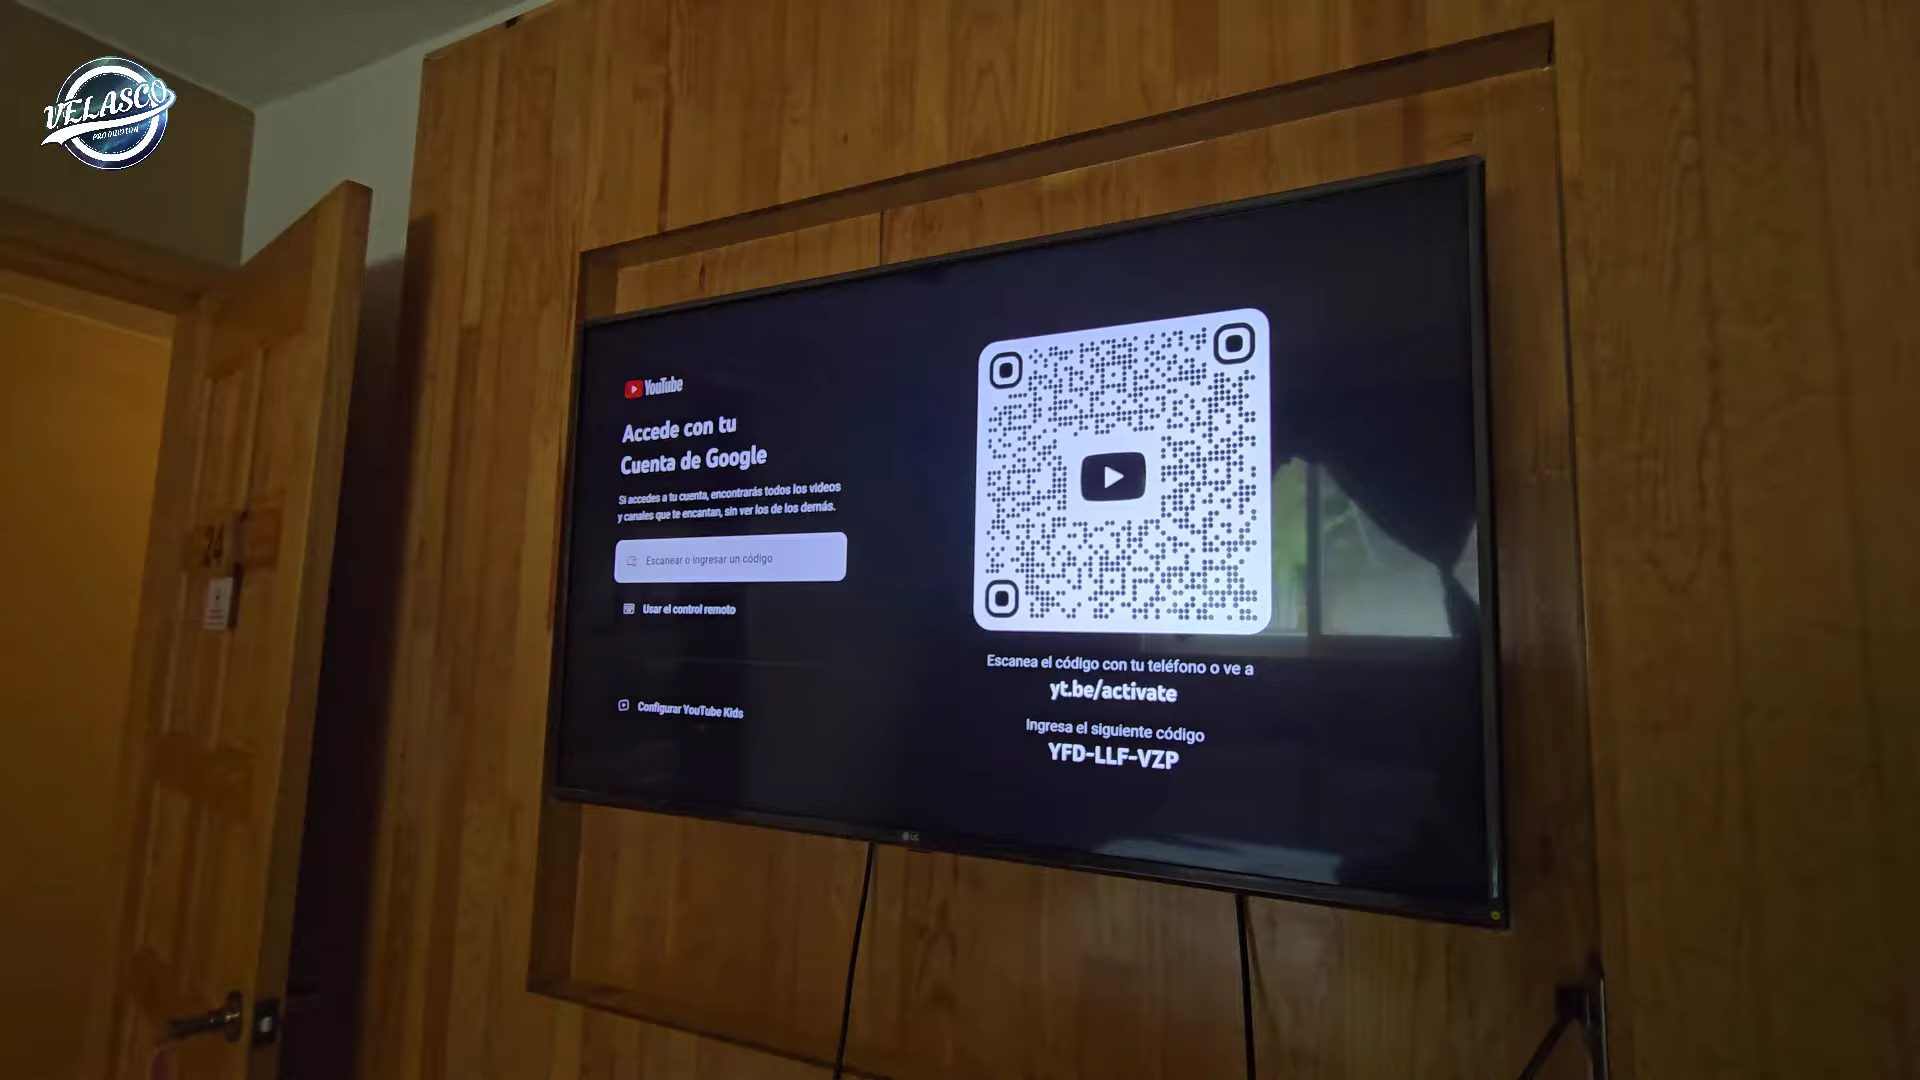 VELASCO
PRODUCTION
24
YouTube
Accede con tu
Cuenta de Google
Si accedes a tu cuenta, encontrarás todos los videos
y canales que te encantan, sin ver los de los demás.
Escanear o ingresar un código
Usar el control remoto
Configurar YouTube Kids
Escanea el código con tu teléfono o ve a
yt.be/activate
Ingresa el siguiente código
YFD-LLF-VZP
LG